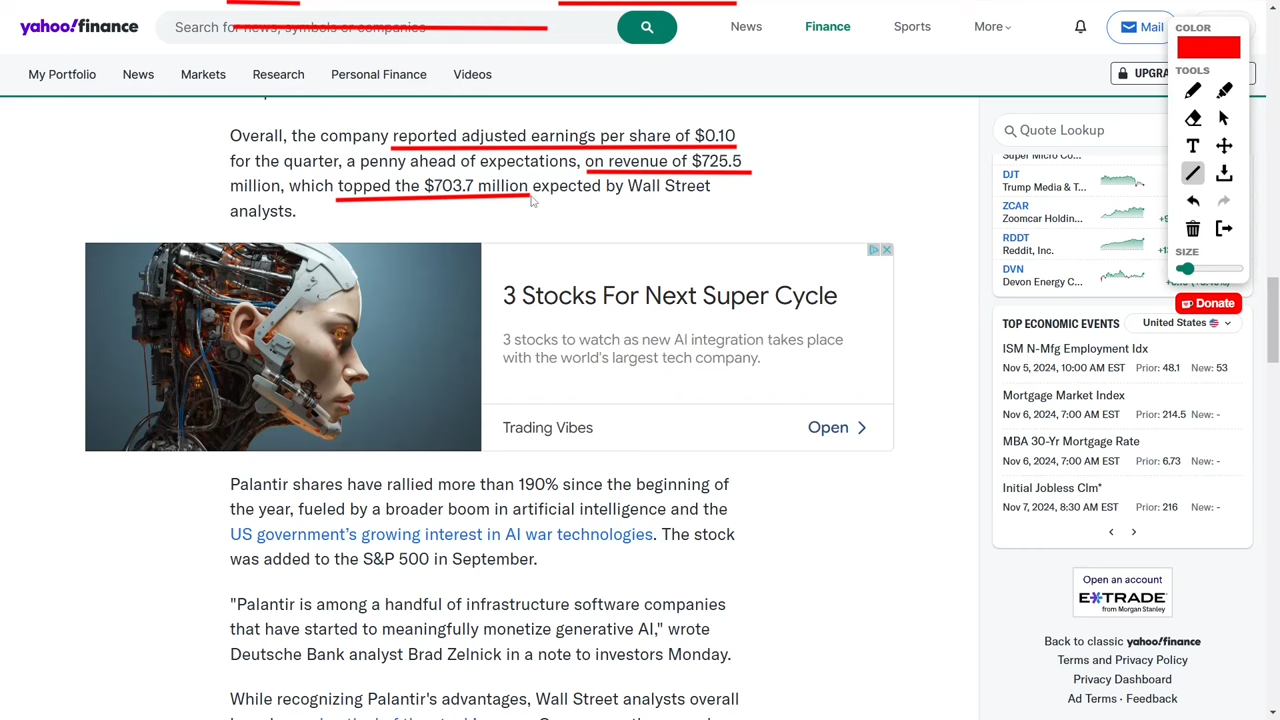 yahoo!finance
Search for news, symbols or companies
News
Finance
Sports
More
Mail
COLOR
My Portfolio
News
Markets
Research
Personal Finance
Videos
TOOLS
Overall, the company reported adjusted earnings per share of $0.10
for the quarter, a penny ahead of expectations, on revenue of $725.5
million, which topped the $703.7 million expected by Wall Street
analysts.
3 Stocks For Next Super Cycle
3 stocks to watch as new AI integration takes place
with the world's largest tech company.
Trading Vibes
Open
Palantir shares have rallied more than 190% since the beginning of
the year, fueled by a broader boom in artificial intelligence and the
US government's growing interest in AI war technologies. The stock
was added to the S&P 500 in September.
"Palantir is among a handful of infrastructure software companies
that have started to meaningfully monetize generative AI," wrote
Deutsche Bank analyst Brad Zelnick in a note to investors Monday.
While recognizing Palantir's advantages, Wall Street analysts overall
Quote Lookup
Super Micro Co...
DJT
Trump Media & T...
ZCAR
Zoomcar Holdin...
RDDT
Reddit, Inc.
DVN
Devon Energy C...
T
SIZE
Donate
TOP ECONOMIC EVENTS
United States
ISM N-Mfg Employment Idx
Nov 5, 2024, 10:00 AM EST Prior: 48.1 New: 53
Mortgage Market Index
Nov 6, 2024, 7:00 AM EST Prior: 214.5 New: -
MBA 30-Yr Mortgage Rate
Nov 6, 2024, 7:00 AM EST Prior: 6.73 New: -
Initial Jobless Clm*
Nov 7, 2024, 8:30 AM EST Prior: 216 New: -
Open an account
E*TRADE
from Morgan Stanley
Back to classic yahoo!finance
Terms and Privacy Policy
Privacy Dashboard
Ad Terms · Feedback